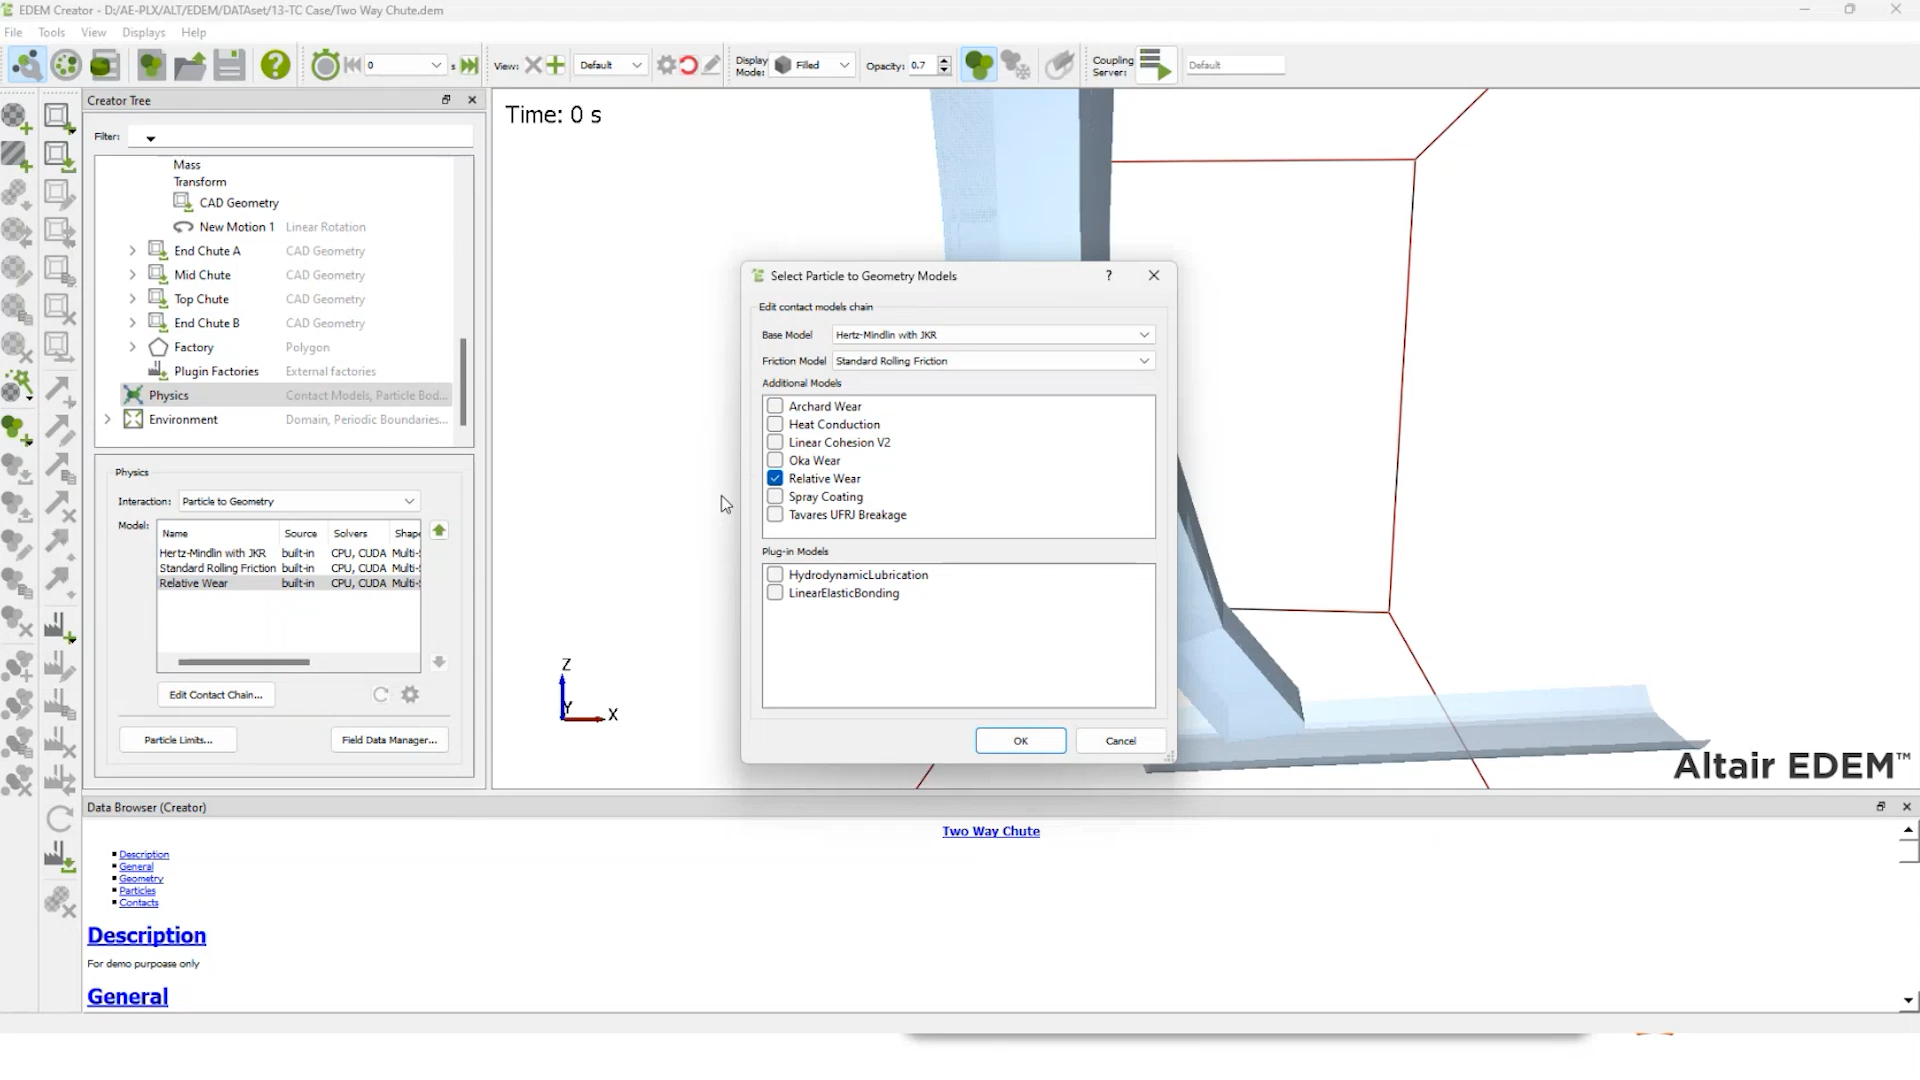 EDEM Creator - D:/AE-PLX/ALT/EDEM/DATAset/13-TC Case/Two Way Chute.dem
File Tools View Displays Help
0 s View: Default Display Mode: Filled Opacity: 0.7 Coupling Server: Default
Creator Tree
Filter:
Mass
Transform
CAD Geometry
New Motion 1 Linear Rotation
End Chute A CAD Geometry
Mid Chute CAD Geometry
Top Chute CAD Geometry
End Chute B CAD Geometry
Factory Polygon
Plugin Factories External factories
Physics Contact Models, Particle Bod...
Environment Domain, Periodic Boundaries...
Physics
Interaction: Particle to Geometry
Model: Name Source Solvers Shape
Hertz-Mindlin with JKR built-in CPU, CUDA Multi-
Standard Rolling Friction built-in CPU, CUDA Multi-
Relative Wear built-in CPU, CUDA Multi-
Edit Contact Chain...
Particle Limits... Field Data Manager...
Time: 0 s
Z
Y
X
Altair EDEM™
Select Particle to Geometry Models ?
Edit contact models chain
Base Model Hertz-Mindlin with JKR
Friction Model Standard Rolling Friction
Additional Models
Archard Wear
Heat Conduction
Linear Cohesion V2
Oka Wear
Relative Wear
Spray Coating
Tavares UFRJ Breakage
Plug-in Models
HydrodynamicLubrication
LinearElasticBonding
OK Cancel
Data Browser (Creator)
Two Way Chute
Description
General
Geometry
Particles
Contacts
Description
For demo purpoase only
General